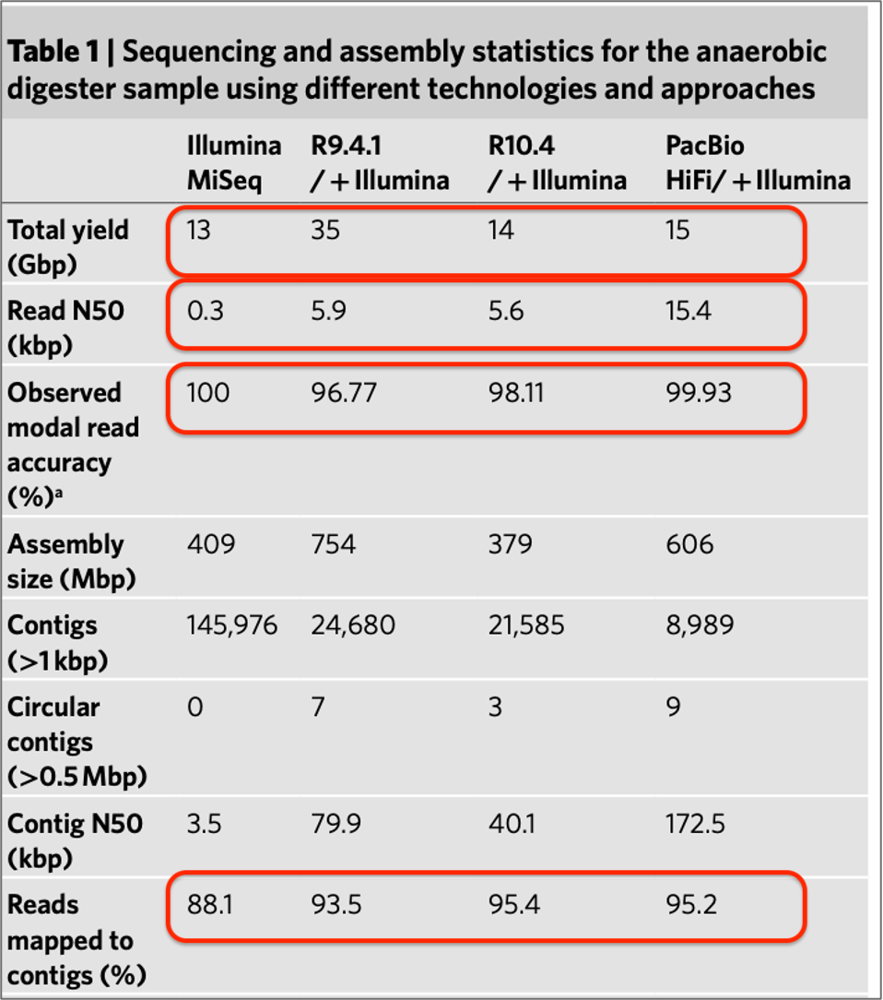 Table 1 | Sequencing and assembly statistics for the anaerobic
digester sample using different technologies and approaches
Illumina MiSeq R9.4.1 / + Illumina R10.4 / + Illumina PacBio HiFi/ + Illumina
Total yield (Gbp) 13 35 14 15
Read N50 (kbp) 0.3 5.9 5.6 15.4
Observed modal read accuracy (%)ᵃ 100 96.77 98.11 99.93
Assembly size (Mbp) 409 754 379 606
Contigs (>1 kbp) 145,976 24,680 21,585 8,989
Circular contigs (>0.5 Mbp) 0 7 3 9
Contig N50 (kbp) 3.5 79.9 40.1 172.5
Reads mapped to contigs (%) 88.1 93.5 95.4 95.2